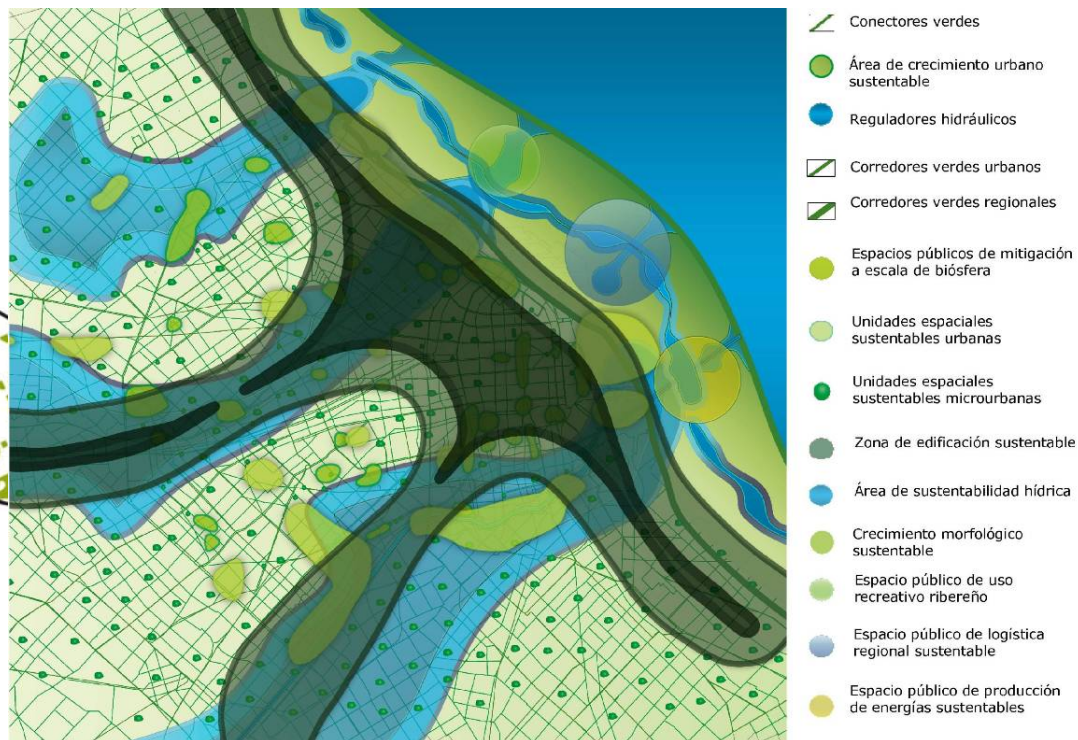 Conectores verdes
Área de crecimiento urbano
sustentable
Reguladores hidráulicos
Corredores verdes urbanos
Corredores verdes regionales
Espacios públicos de mitigación
a escala de biósfera
Unidades espaciales
sustentables urbanas
Unidades espaciales
sustentables microurbanas
Zona de edificación sustentable
Área de sustentabilidad hídrica
Crecimiento morfológico
sustentable
Espacio público de uso
recreativo ribereño
Espacio público de logística
regional sustentable
Espacio público de producción
de energías sustentables